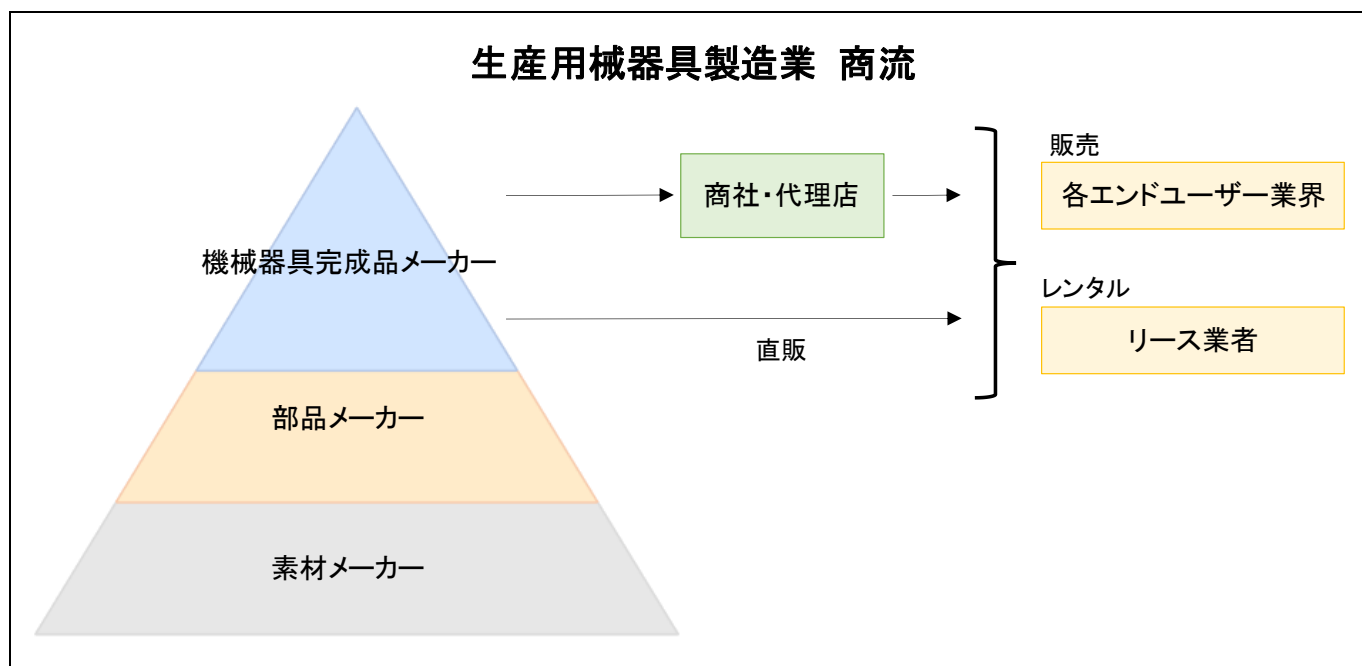 生産用械器具製造業 商流
販売
商社・代理店
各エンドユーザー業界
機械器具完成品メーカー
レンタル
リース業者
直販
部品メーカー
素材メーカー